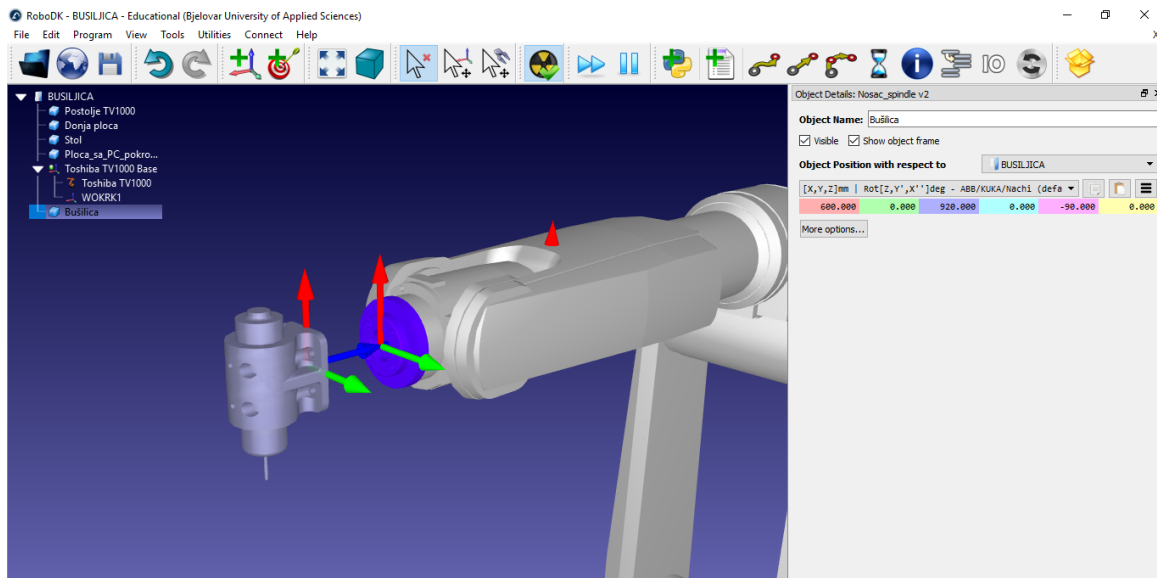 RoboDK - BUSILJICA - Educational (Bjelovar University of Applied Sciences)
File Edit Program View Tools Utilities Connect Help
BUSILJICA
Postolje TV1000
Donja ploca
Stol
Ploca_sa_PC_pokro...
Toshiba TV1000 Base
Toshiba TV1000
WOKRK1
Bušilica
Object Details: Nosac_spindle v2
Object Name: Bušilica
Visible Show object frame
Object Position with respect to BUSILJICA
[X,Y,Z]mm | Rot[Z,Y',X'']deg - ABB/KUKA/Nachi (defa
600.000 0.000 920.000 0.000 -90.000 0.000
More options...
IO